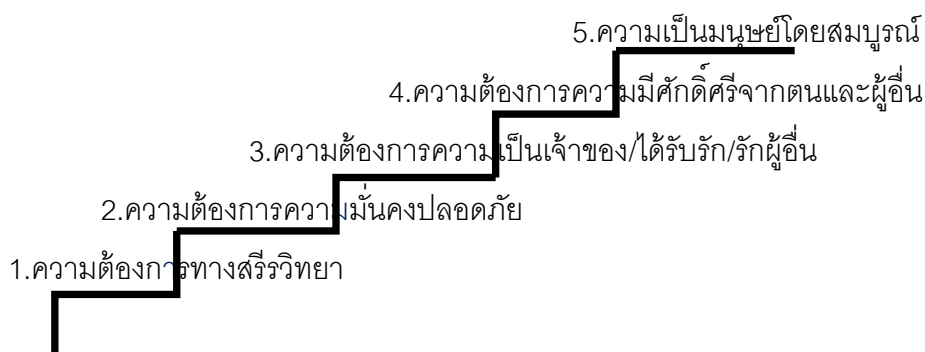 5.ความเป็นมนุษย์โดยสมบูรณ์
4.ความต้องการความมีศักดิ์ศรีจากตนและผู้อื่น
3.ความต้องการความเป็นเจ้าของ/ได้รับรัก/รักผู้อื่น
2.ความต้องการความมั่นคงปลอดภัย
1.ความต้องการทางสรีรวิทยา